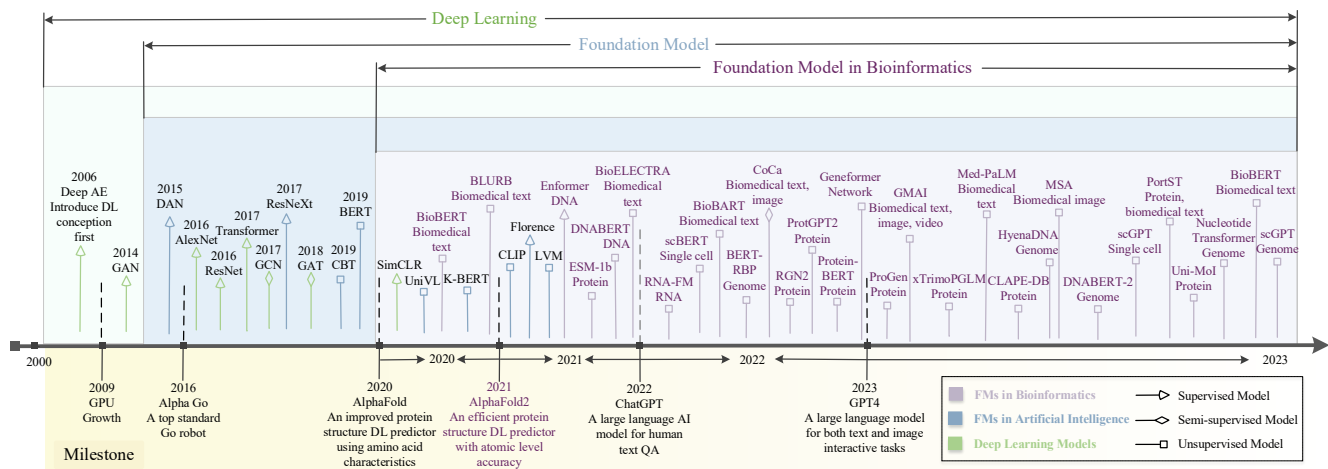 Deep Learning
Foundation Model
Foundation Model in Bioinformatics
2006
Deep AE
Introduce DL
conception
first
2014
GAN
2015
DAN
2016
AlexNet
2016
ResNet
2017
Transformer
2017
GCN
2017
ResNeXt
2018
GAT
2019
CBT
2019
BERT
SimCLR
UniVL
BioBERT
Biomedical
text
K-BERT
BLURB
Biomedical text
CLIP
Florence
LVM
Enformer
DNA
ESM-1b
Protein
DNABERT
DNA
BioELECTRA
Biomedical
text
RNA-FM
RNA
scBERT
Single cell
BioBART
Biomedical text
BERT-
RBP
Genome
CoCa
Biomedical text,
image
RGN2
Protein
ProtGPT2
Protein
Protein-
BERT
Protein
Geneformer
Network
ProGen
Protein
GMAI
Biomedical text,
image, video
xTrimoPGLM
Protein
Med-PaLM
Biomedical
text
CLAPE-DB
Protein
HyenaDNA
Genome
MSA
Biomedical image
DNABERT-2
Genome
scGPT
Single cell
PortST
Protein,
biomedical text
Uni-MoI
Protein
Nucleotide
Transformer
Genome
BioBERT
Biomedical text
scGPT
Genome
2000
2020
2021
2022
2023
2009
GPU
Growth
2016
Alpha Go
A top standard
Go robot
2020
AlphaFold
An improved protein
structure DL predictor
using amino acid
characteristics
2021
AlphaFold2
An efficient protein
structure DL predictor
with atomic level
accuracy
2022
ChatGPT
A large language AI
model for human
text QA
2023
GPT4
A large language model
for both text and image
interactive tasks
Milestone
FMs in Bioinformatics
Supervised Model
FMs in Artificial Intelligence
Semi-supervised Model
Deep Learning Models
Unsupervised Model